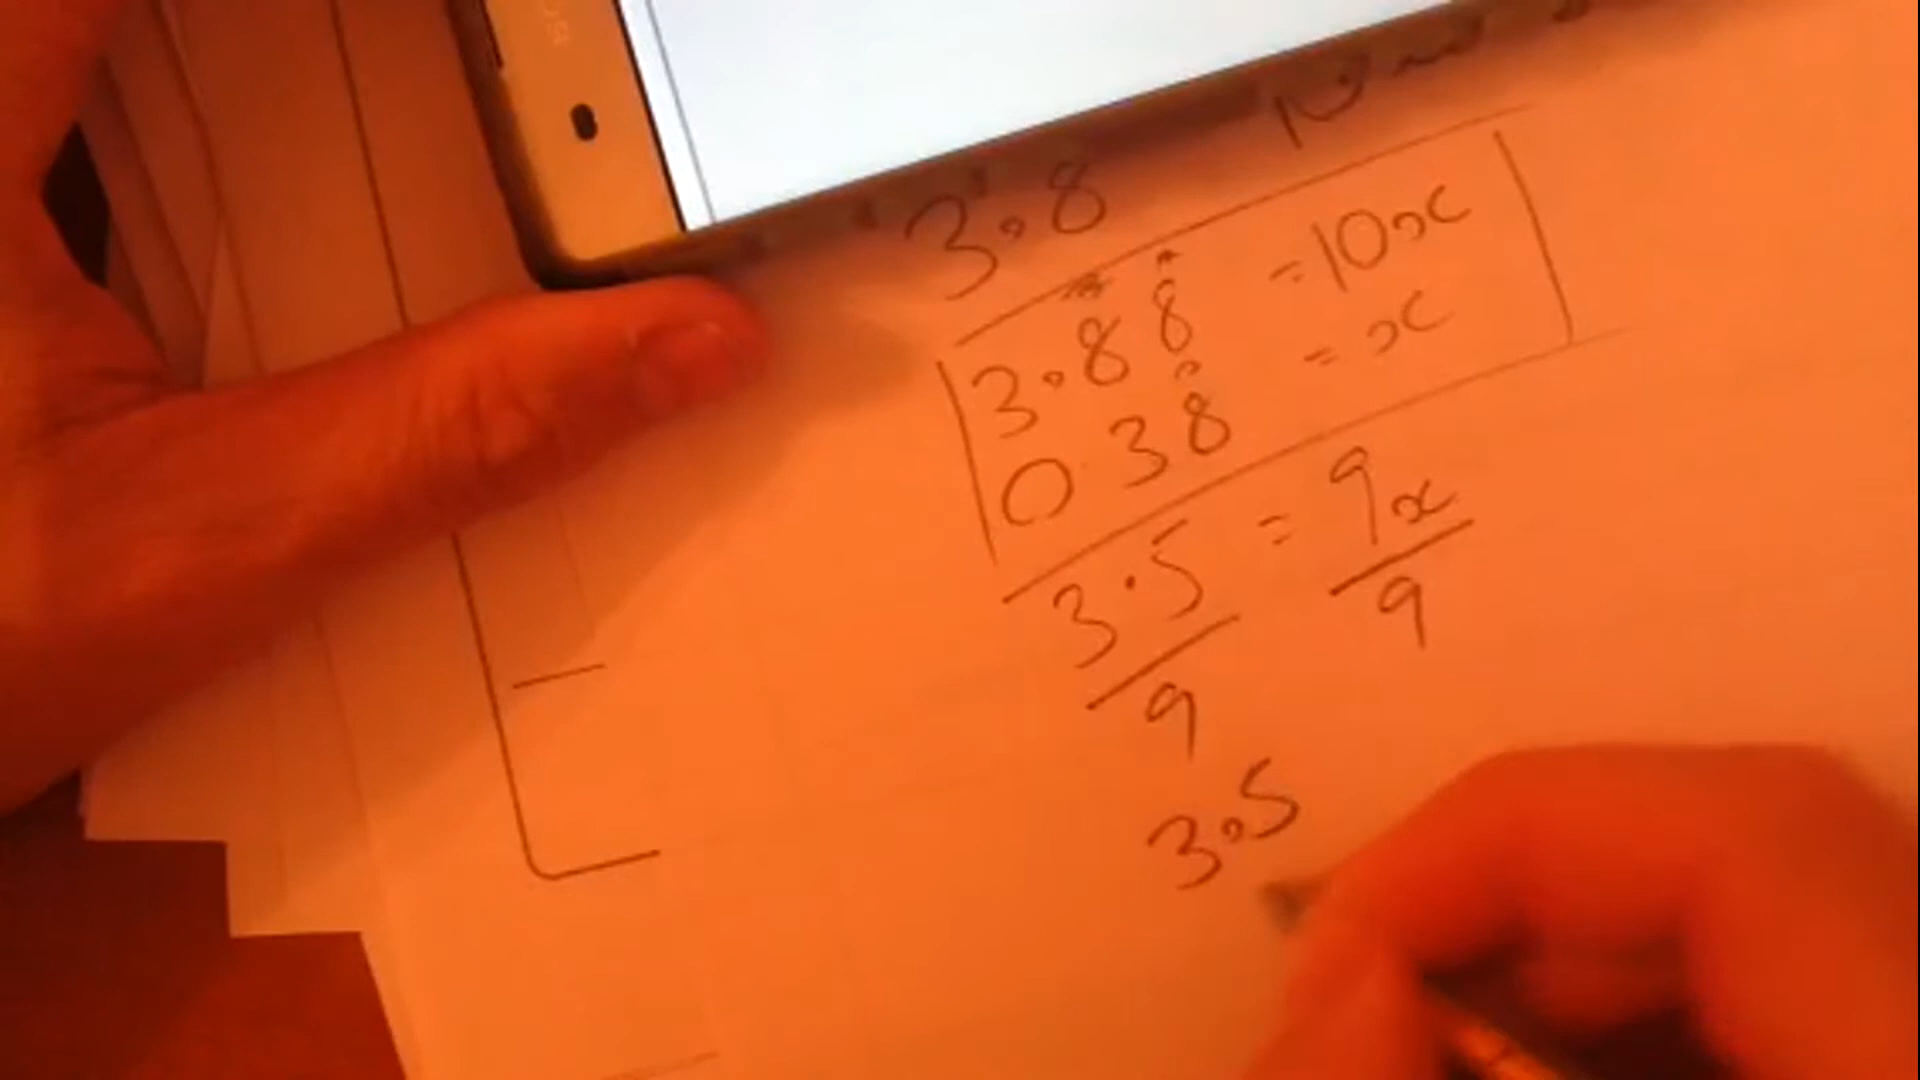 3.8
3.88̇ = 10x
0.38̇ = x
3.5 = 9x
9 9
3.5